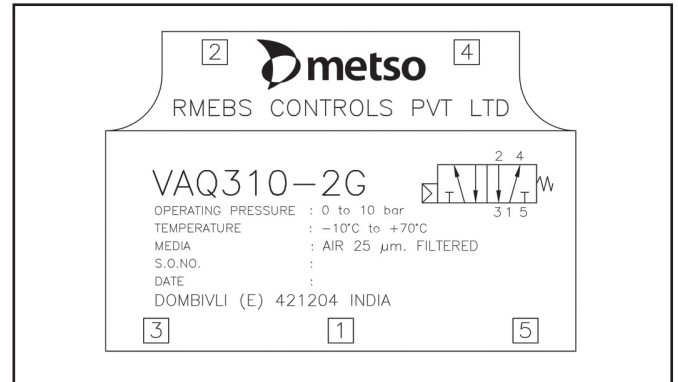 2 metso 4
RMEBS CONTROLS PVT LTD
2 4
VAQ310-2G
3 1 5
OPERATING PRESSURE : 0 to 10 bar
TEMPERATURE : -10°C to +70°C
MEDIA : AIR 25 µm. FILTERED
S.O.NO. :
DATE :
DOMBIVLI (E) 421204 INDIA
3 1 5